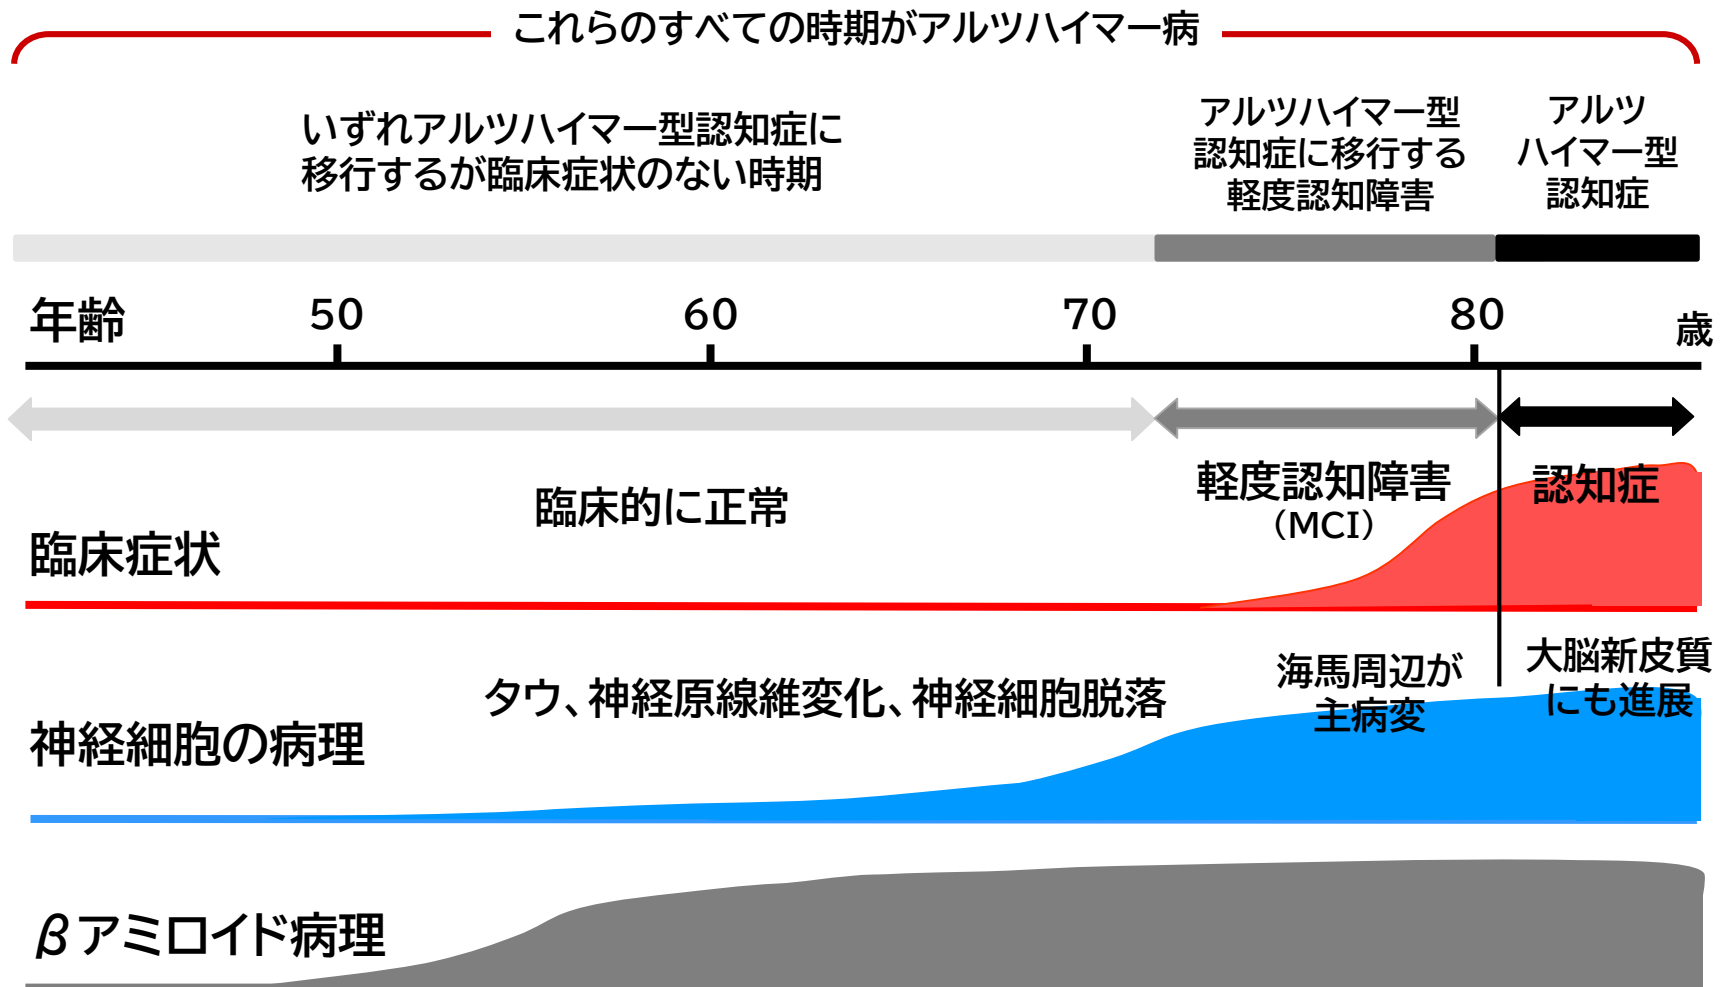 これらのすべての時期がアルツハイマー病
いずれアルツハイマー型認知症に
移行するが臨床症状のない時期
アルツハイマー型
認知症に移行する
軽度認知障害
アルツ
ハイマー型
認知症
年齢 50 60 70 80 歳
臨床的に正常
軽度認知障害
（MCI）
認知症
臨床症状
タウ、神経原線維変化、神経細胞脱落
海馬周辺が
主病変
大脳新皮質
にも進展
神経細胞の病理
βアミロイド病理